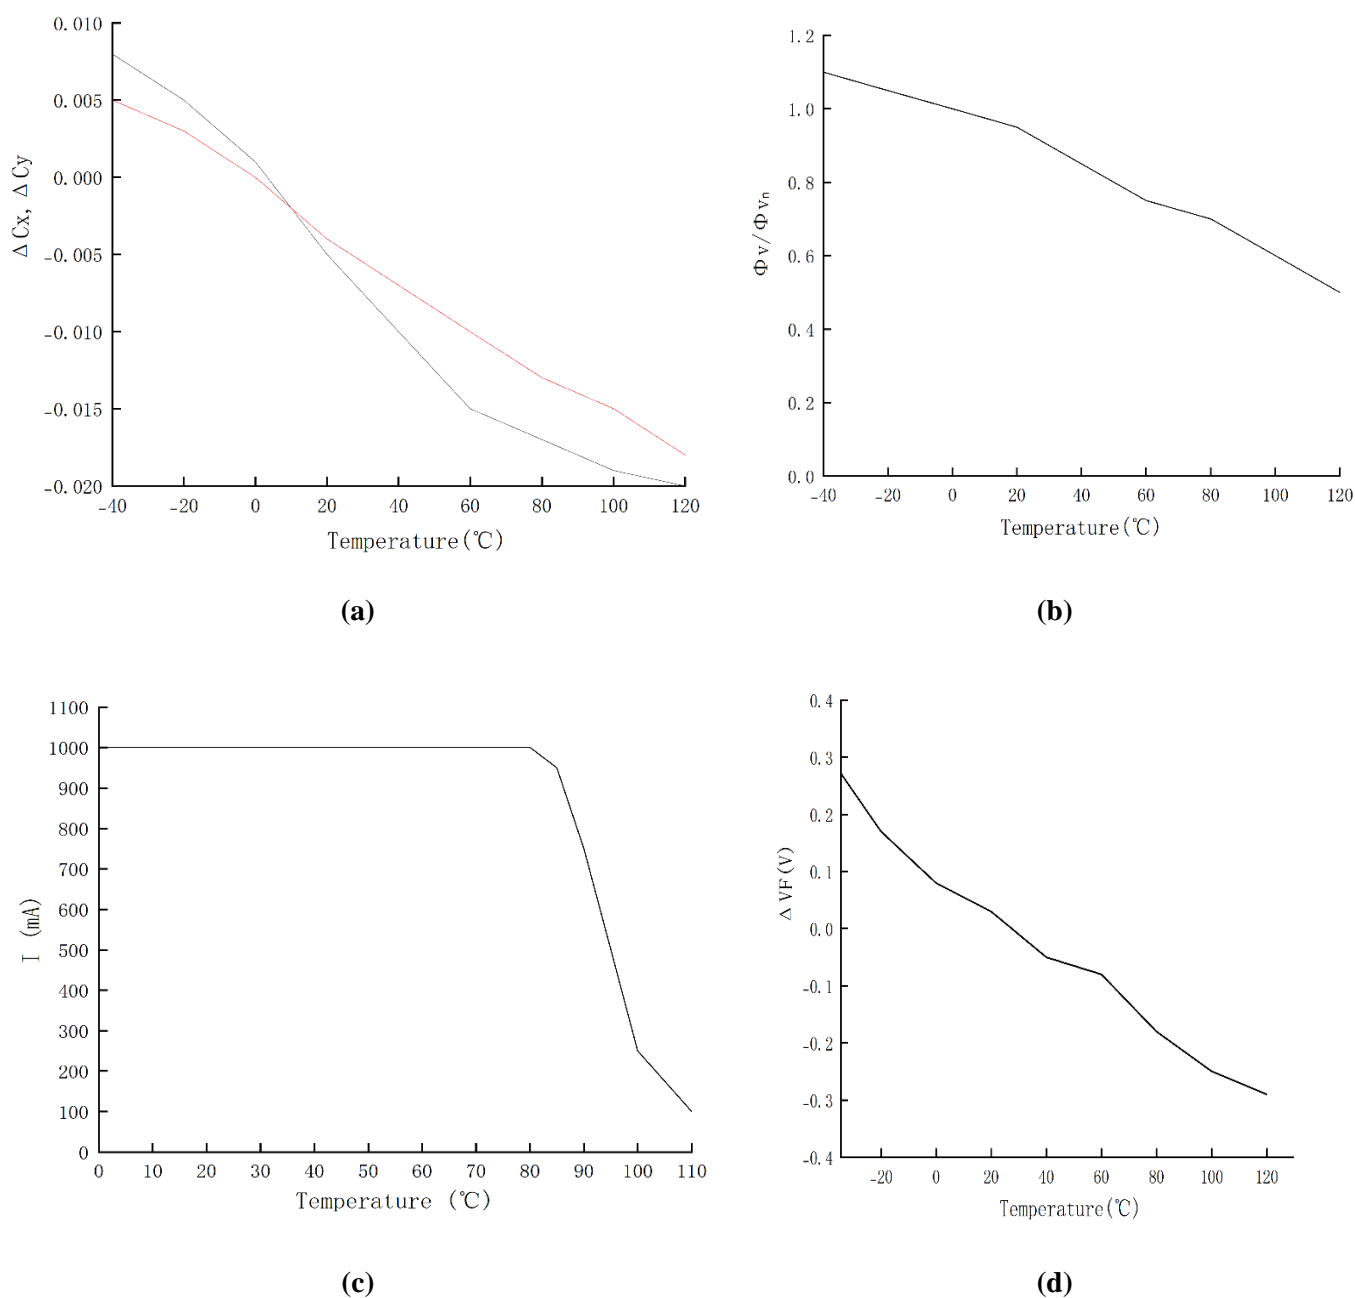 0.010
0.005
0.000
-0.005
-0.010
-0.015
-0.020
ΔCx, ΔCy
-40 -20 0 20 40 60 80 100 120
Temperature(℃)
(a)
1.2
1.0
0.8
0.6
0.4
0.2
0.0
Φv/Φvn
-40 -20 0 20 40 60 80 100 120
Temperature(℃)
(b)
1100
1000
900
800
700
600
500
400
300
200
100
0
I (mA)
0 10 20 30 40 50 60 70 80 90 100 110
Temperature (℃)
(c)
0.4
0.3
0.2
0.1
0.0
-0.1
-0.2
-0.3
-0.4
ΔVF(V)
-20 0 20 40 60 80 100 120
Temperature(℃)
(d)